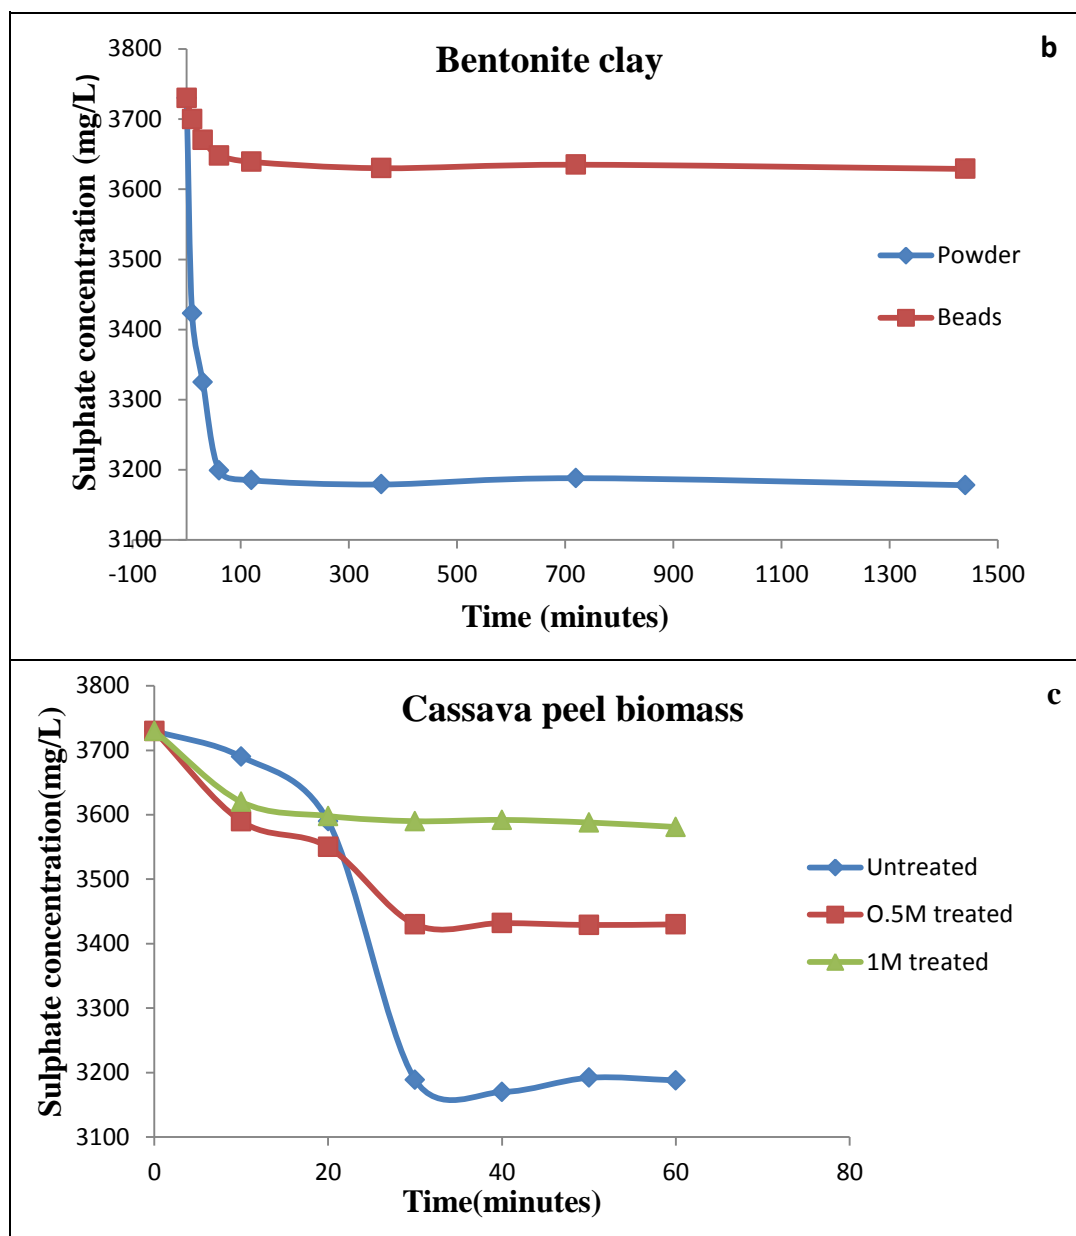 Bentonite clay
b
Sulphate concentration (mg/L)
3800
3700
3600
3500
3400
3300
3200
3100
-100 100 300 500 700 900 1100 1300 1500
Time (minutes)
Powder
Beads
Cassava peel biomass
c
Sulphate concentration(mg/L)
3800
3700
3600
3500
3400
3300
3200
3100
0 20 40 60 80
Time(minutes)
Untreated
O.5M treated
1M treated